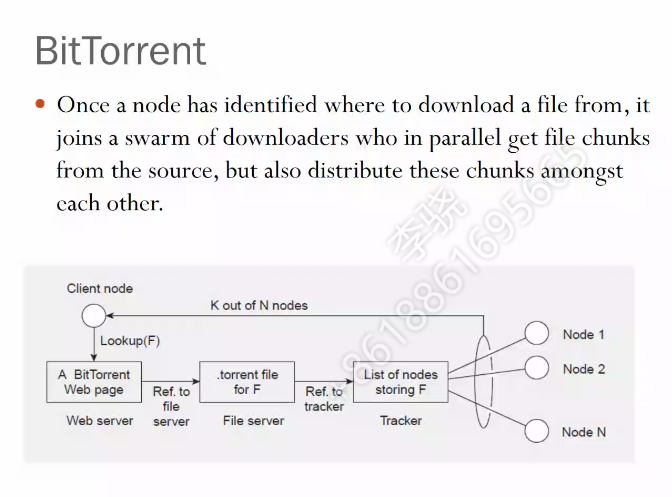 BitTorrent
• Once a node has identified where to download a file from, it
joins a swarm of downloaders who in parallel get file chunks
from the source, but also distribute these chunks amongst
each other.
Client node
K out of N nodes
Lookup(F)
A BitTorrent
Web page
Web server
Ref. to
file
server
.torrent file
for F
File server
Ref. to
tracker
List of nodes
storing F
Tracker
Node 1
Node 2
Node N
李骁
+8618861695665